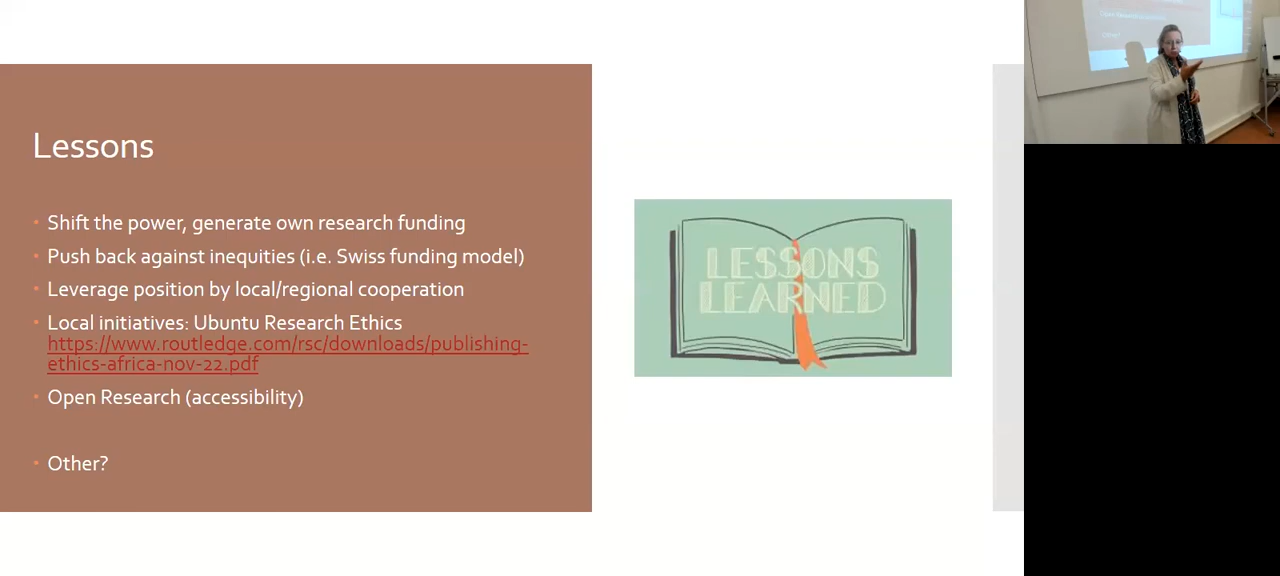 Lessons
Shift the power, generate own research funding
Push back against inequities (i.e. Swiss funding model)
Leverage position by local/regional cooperation
Local initiatives: Ubuntu Research Ethics
https://www.routledge.com/rsc/downloads/publishing-
ethics-africa-nov-22.pdf
Open Research (accessibility)
Other?
LESSONS
LEARNED